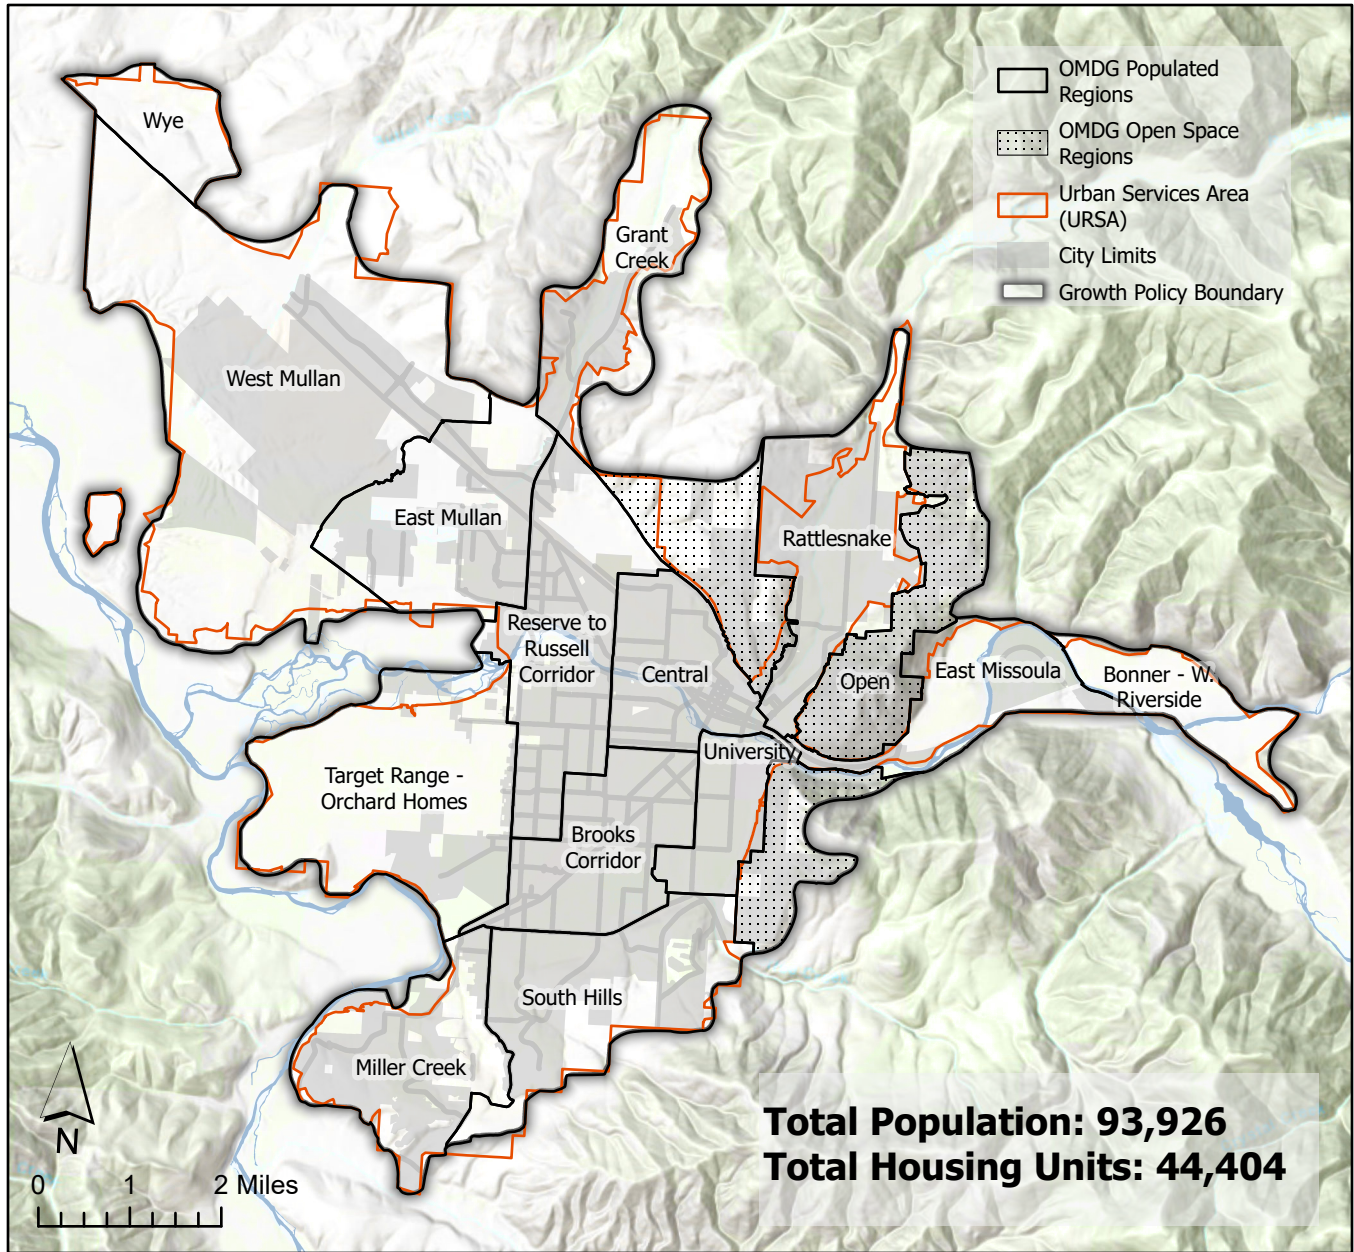 OMDG Populated
Regions
OMDG Open Space
Regions
Urban Services Area
(URSA)
City Limits
Growth Policy Boundary
Wye
Grant
Creek
West Mullan
East Mullan
Rattlesnake
Reserve to
Russell
Corridor
Central
Open
East Missoula
Bonner - W.
Riverside
University
Target Range -
Orchard Homes
Brooks
Corridor
South Hills
Miller Creek
N
0 1 2 Miles
Total Population: 93,926
Total Housing Units: 44,404